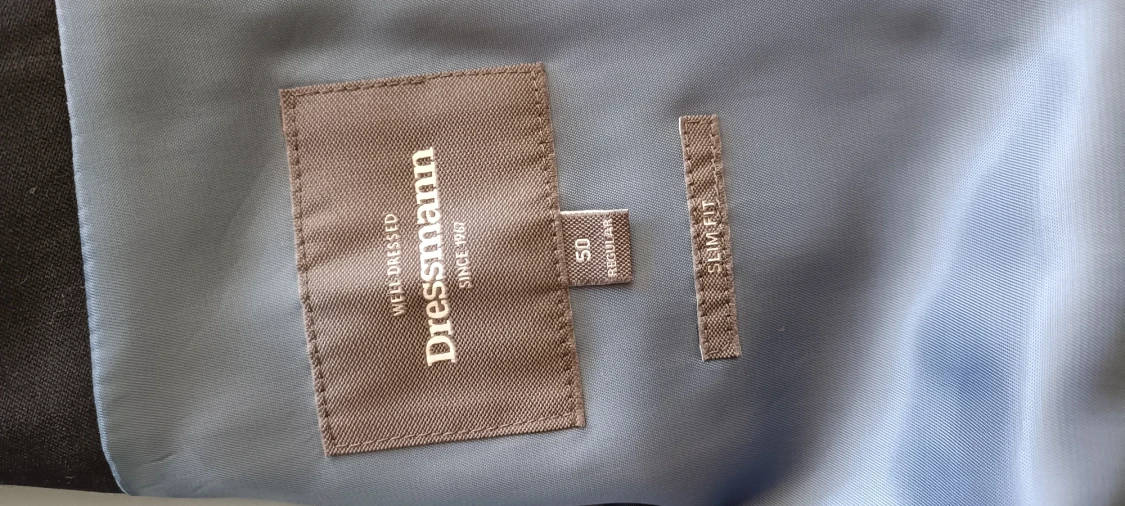 WELL DRESSED
Dressmann
SINCE 1967
50
REGULAR
SLIM FIT